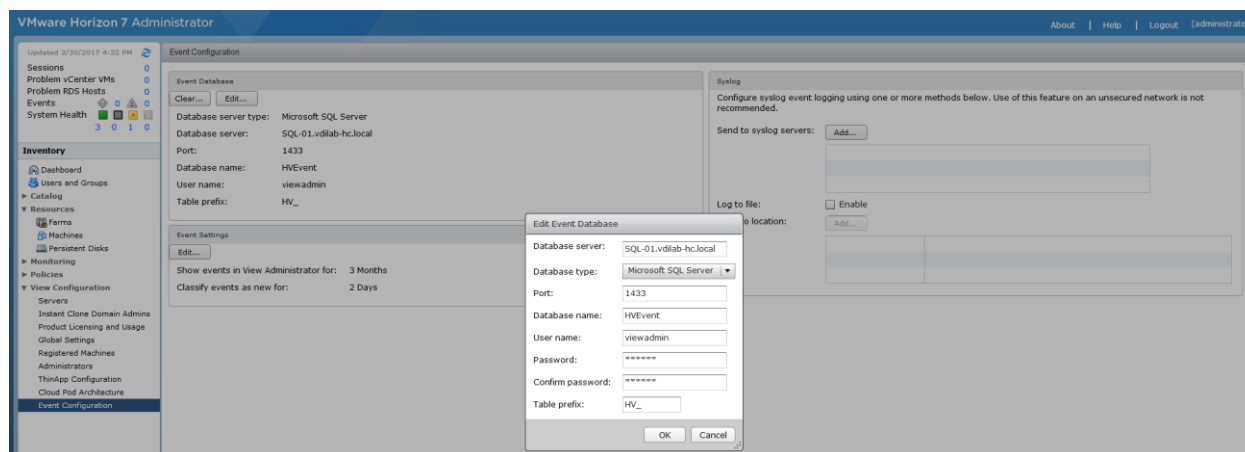 VMware Horizon 7 Administrator
About | Help | Logout (administrato
Updated 3/30/2017 4:32 PM
Sessions 0
Problem vCenter VMs 0
Problem RDS Hosts 0
Events 0 0
System Health
3 0 1 0
Inventory
Dashboard
Users and Groups
Catalog
Resources
Farms
Machines
Persistent Disks
Monitoring
Policies
View Configuration
Servers
Instant Clone Domain Admins
Product Licensing and Usage
Global Settings
Registered Machines
Administrators
ThinApp Configuration
Cloud Pod Architecture
Event Configuration
Event Configuration
Event Database
Clear... Edit...
Database server type: Microsoft SQL Server
Database server: SQL-01.vdilab-hc.local
Port: 1433
Database name: HVEvent
User name: viewadmin
Table prefix: HV_
Event Settings
Edit...
Show events in View Administrator for: 3 Months
Classify events as new for: 2 Days
Edit Event Database
Database server: SQL-01.vdilab-hc.local
Database type: Microsoft SQL Server
Port: 1433
Database name: HVEvent
User name: viewadmin
Password: ******
Confirm password: ******
Table prefix: HV_
OK Cancel
Syslog
Configure syslog event logging using one or more methods below. Use of this feature on an unsecured network is not
recommended.
Send to syslog servers: Add...
Log to file: Enable
o location: Add...